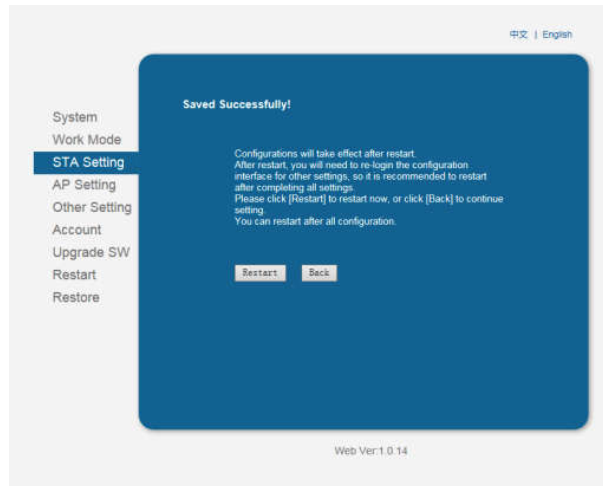 中文 | English
System
Work Mode
STA Setting
AP Setting
Other Setting
Account
Upgrade SW
Restart
Restore
Saved Successfully!
Configurations will take effect after restart.
After restart, you will need to re-login the configuration
interface for other settings, so it is recommended to restart
after completing all settings.
Please click [Restart] to restart now, or click [Back] to continue
setting.
You can restart after all configuration.
Restart Back
Web Ver:1.0.14